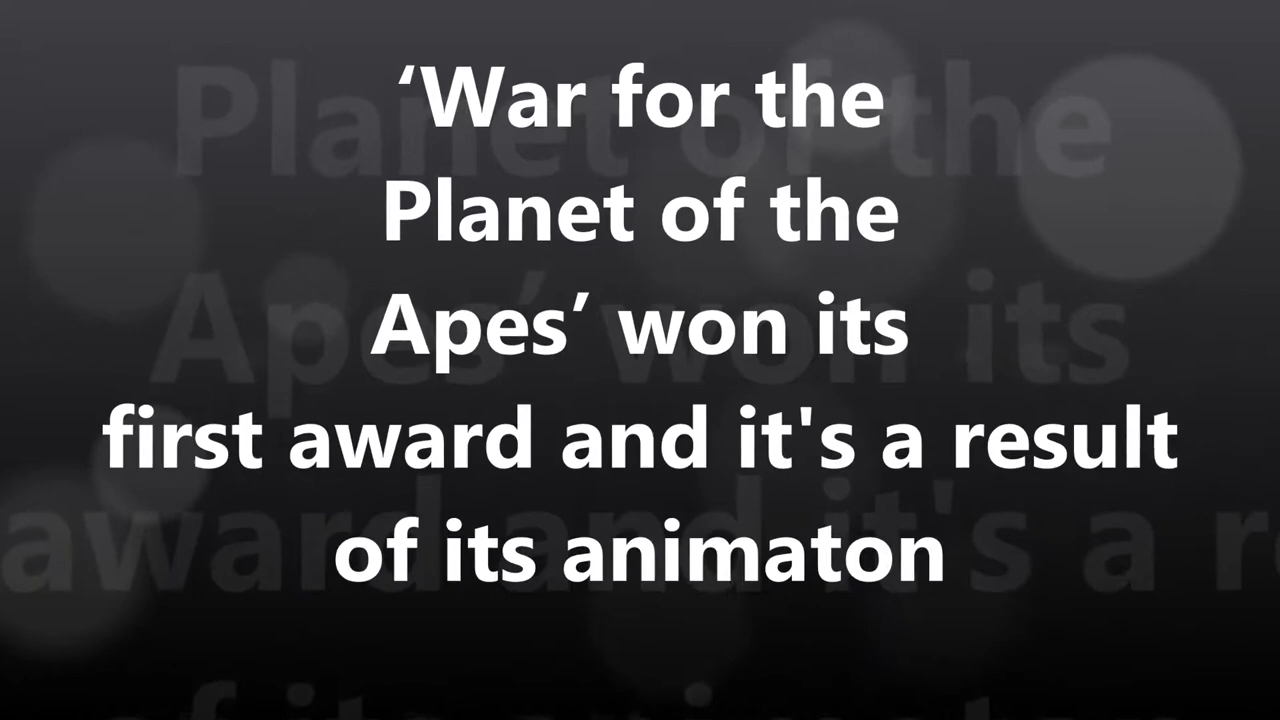 ‘War for the
Planet of the
Apes’ won its
first award and it's a result
of its animaton